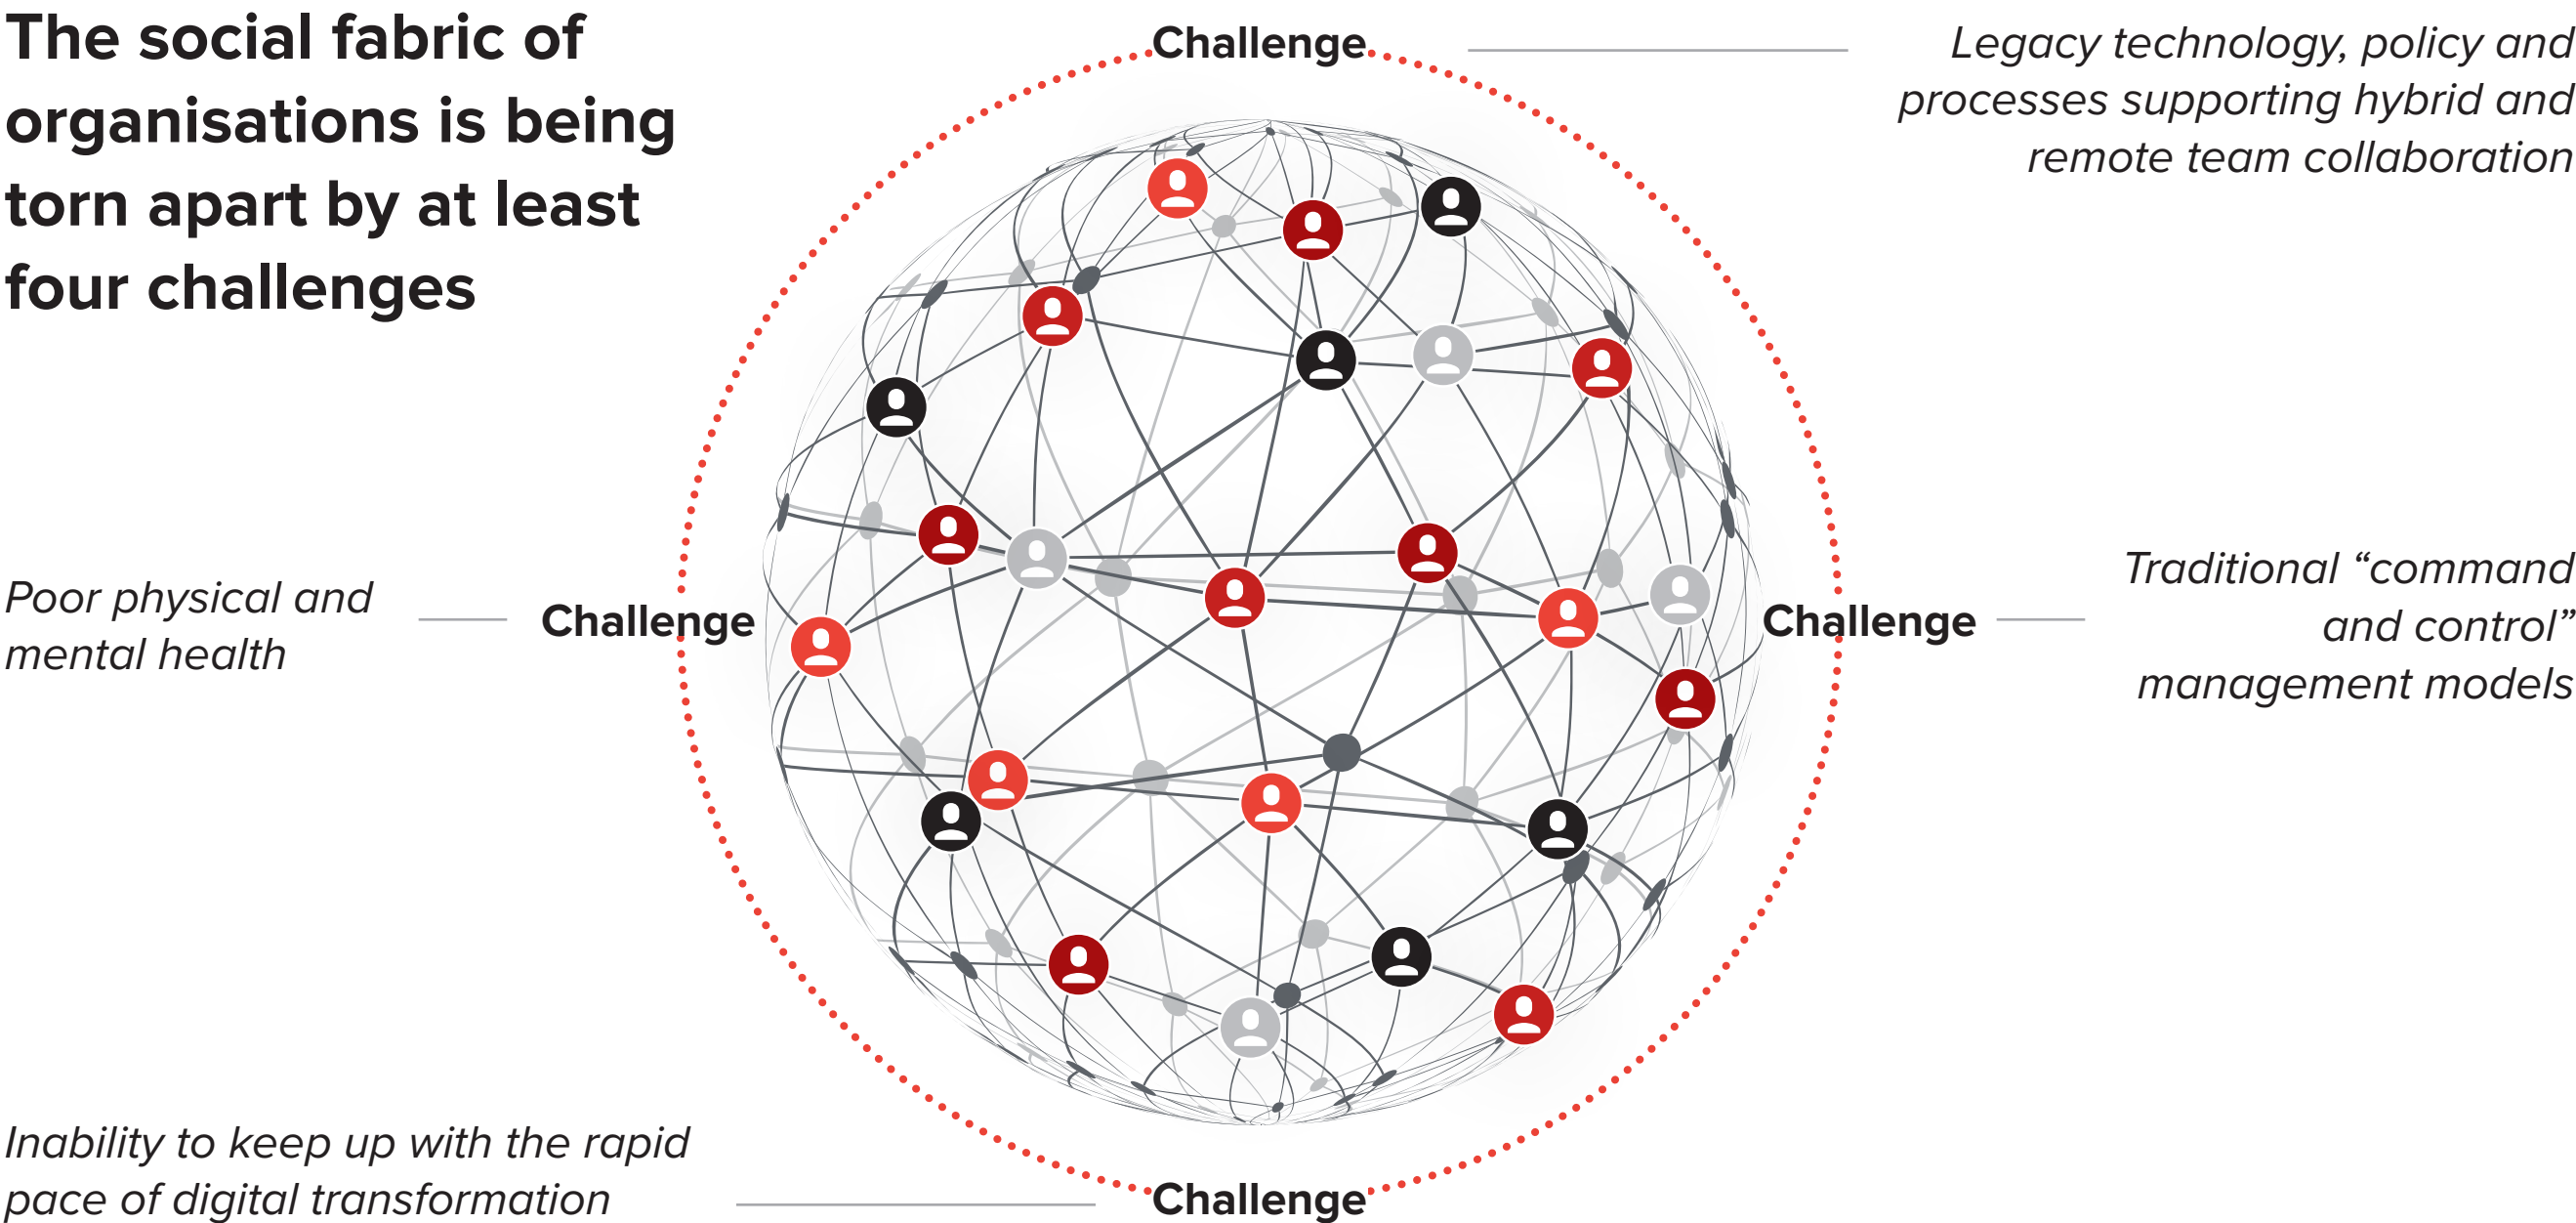 The social fabric of
organisations is being
torn apart by at least
four challenges
Challenge
Legacy technology, policy and
processes supporting hybrid and
remote team collaboration
Poor physical and
mental health
Challenge
Challenge
Traditional “command
and control”
management models
Inability to keep up with the rapid
pace of digital transformation
Challenge